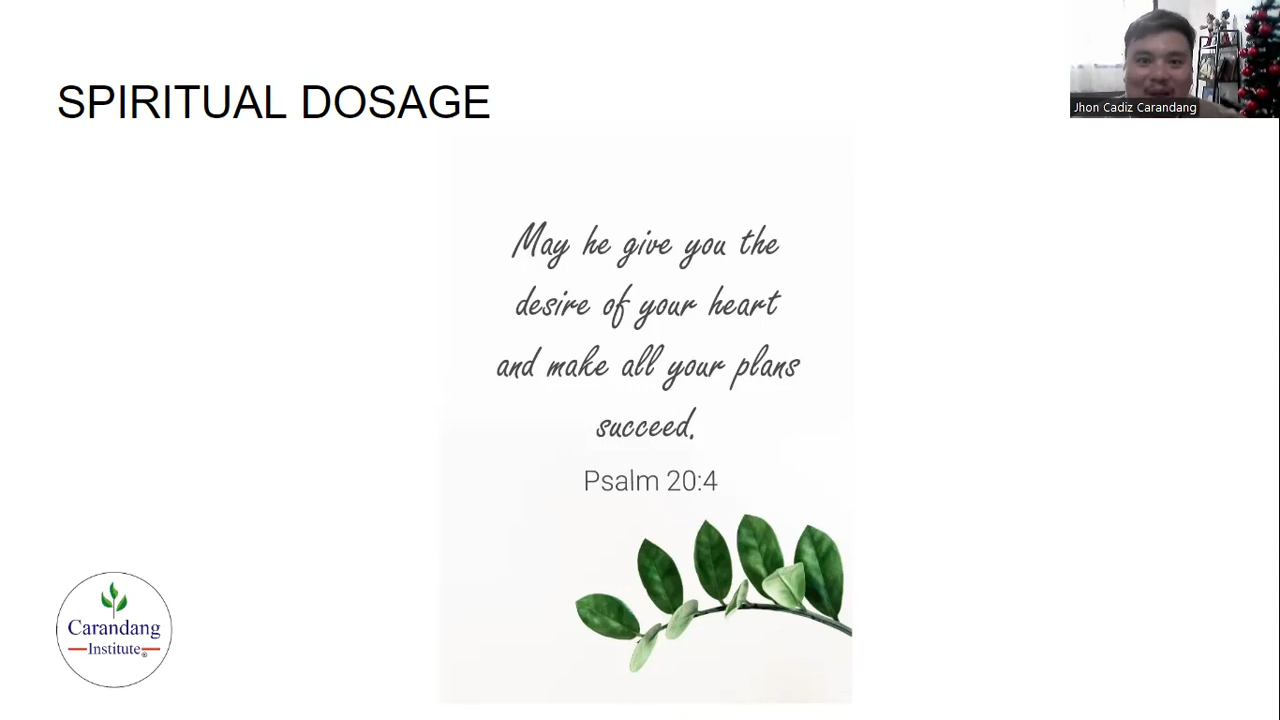 SPIRITUAL DOSAGE
Jhon Cadiz Carandang
May he give you the
desire of your heart
and make all your plans
succeed.
Psalm 20:4
Carandang
Institute